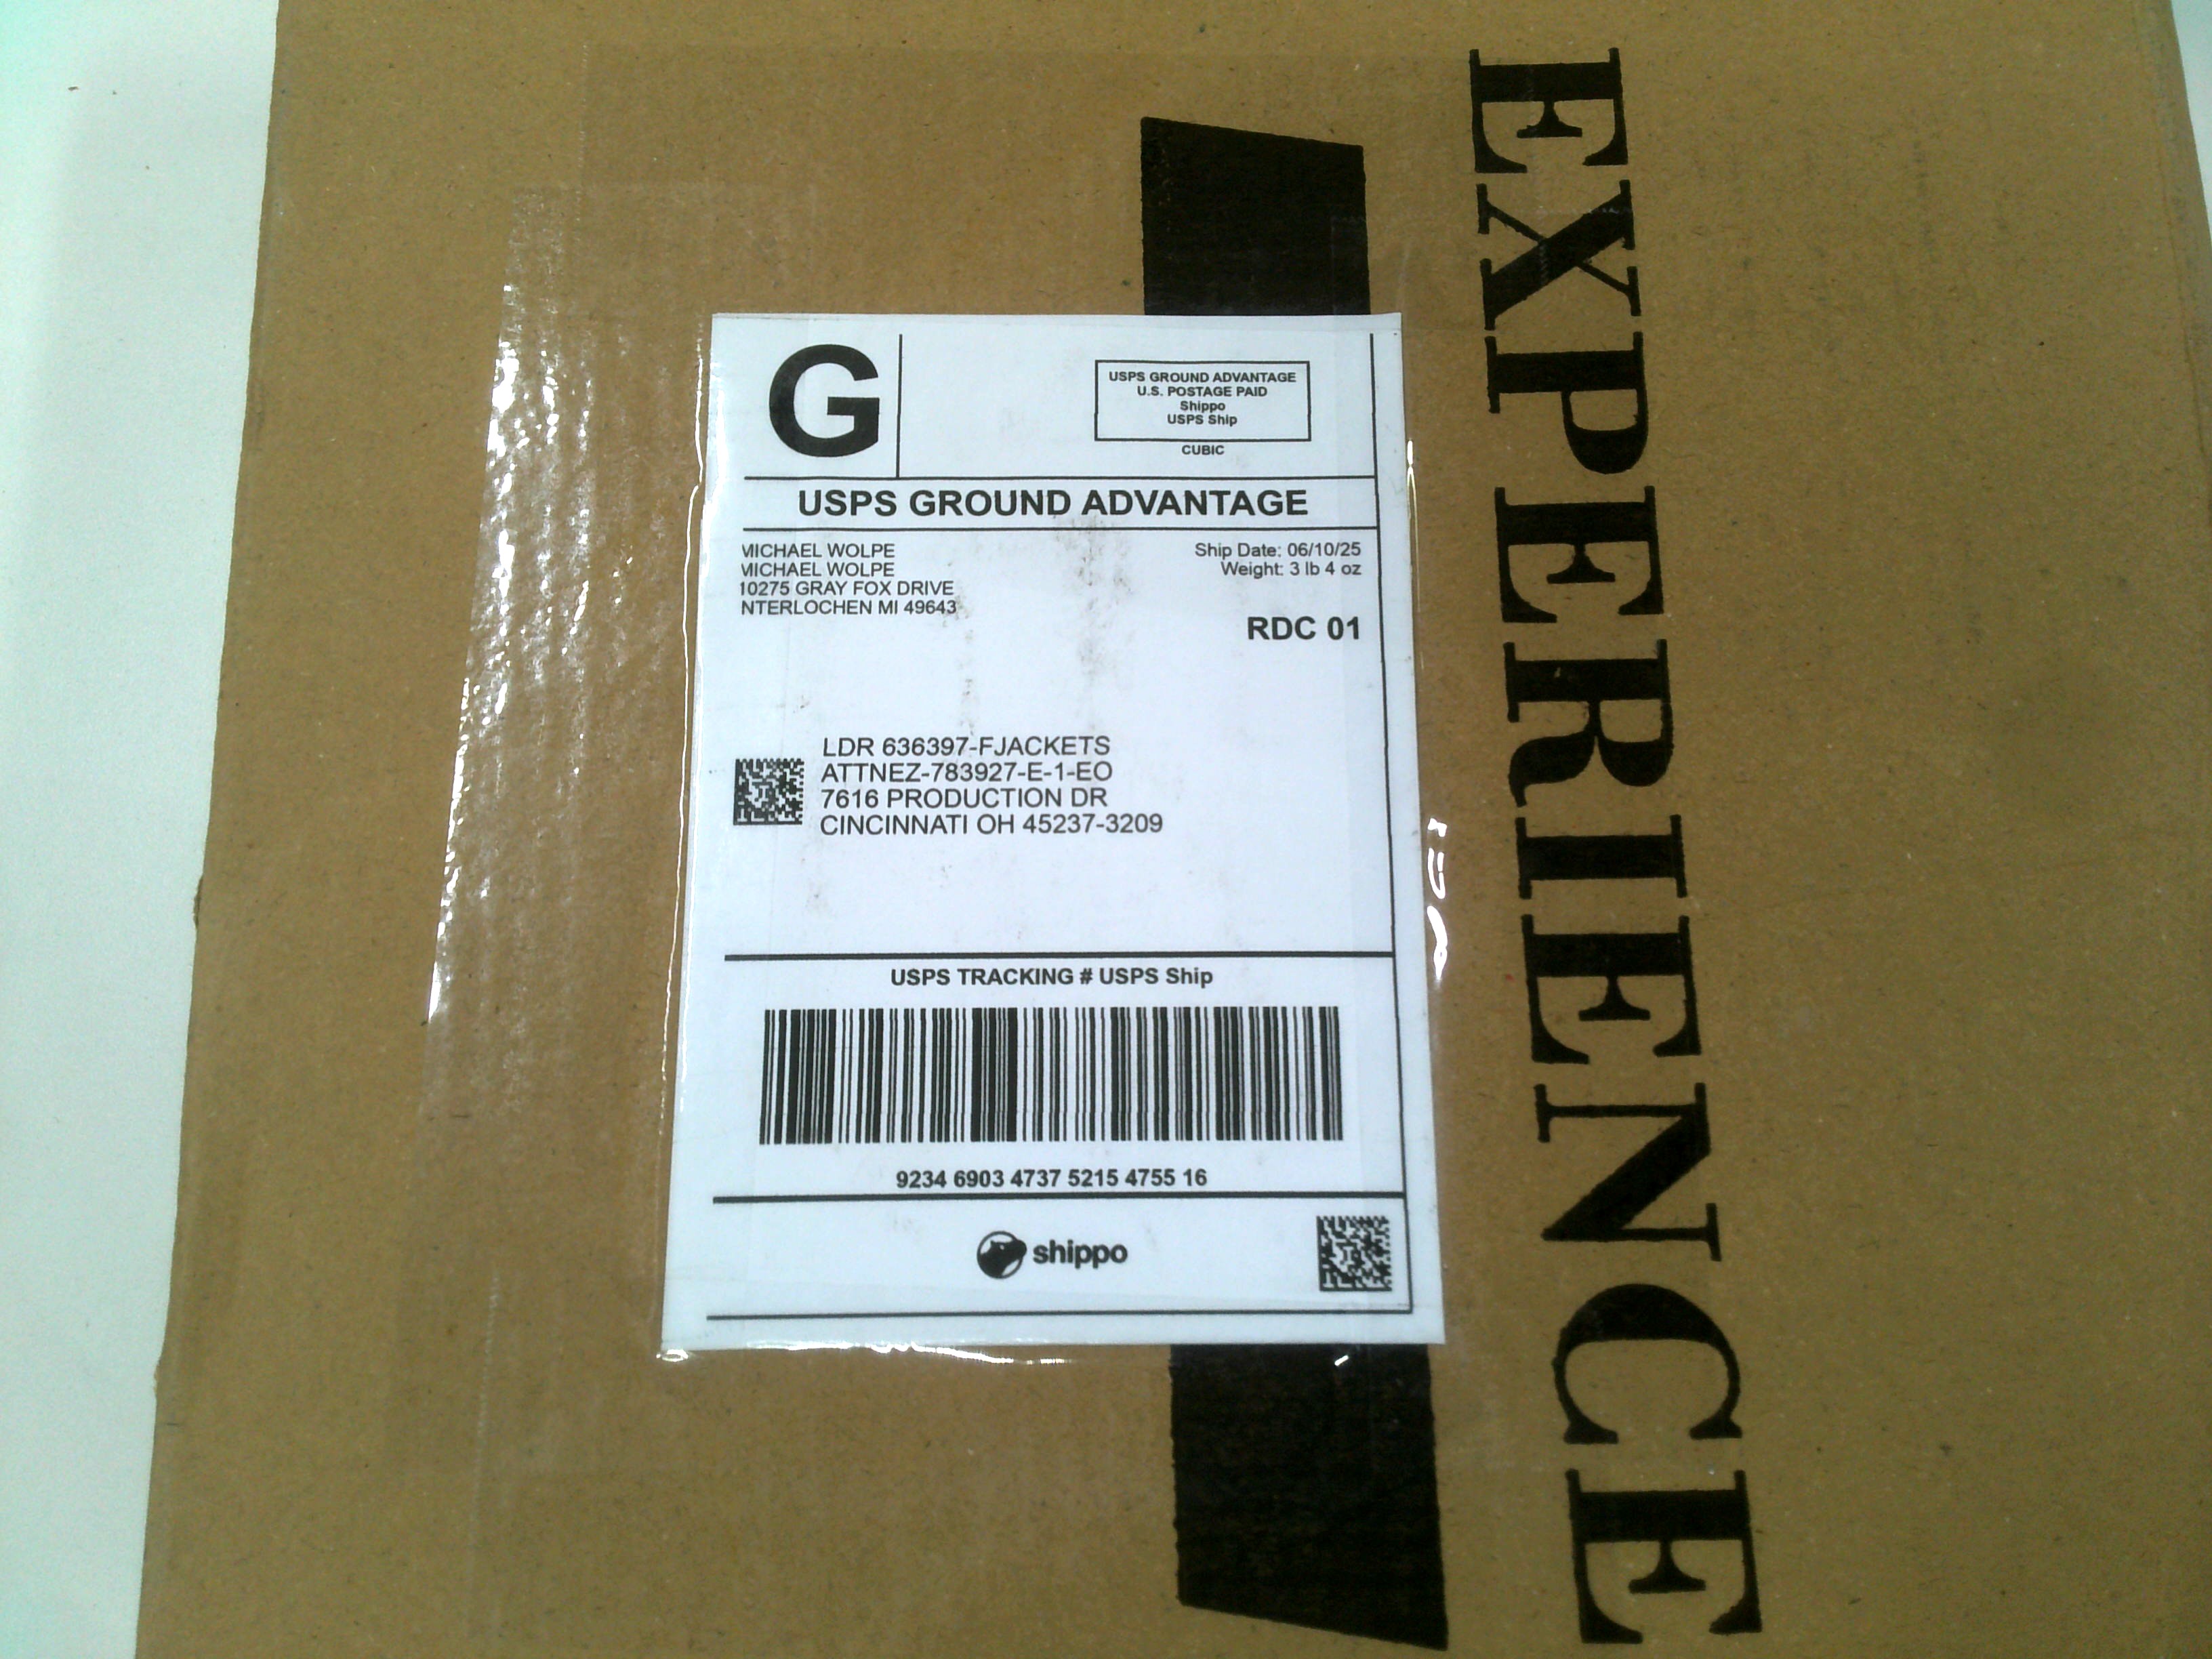 G
USPS GROUND ADVANTAGE
U.S. POSTAGE PAID
Shippo
USPS Ship
CUBIC
USPS GROUND ADVANTAGE
MICHAEL WOLPE
MICHAEL WOLPE
10275 GRAY FOX DRIVE
NTERLOCHEN MI 49643
Ship Date: 06/10/25
Weight: 3 lb 4 oz
RDC 01
LDR 636397-FJACKETS
ATTNEZ-783927-E-1-EO
7616 PRODUCTION DR
CINCINNATI OH 45237-3209
USPS TRACKING # USPS Ship
9234 6903 4737 5215 4755 16
shippo
EXPERIENCE